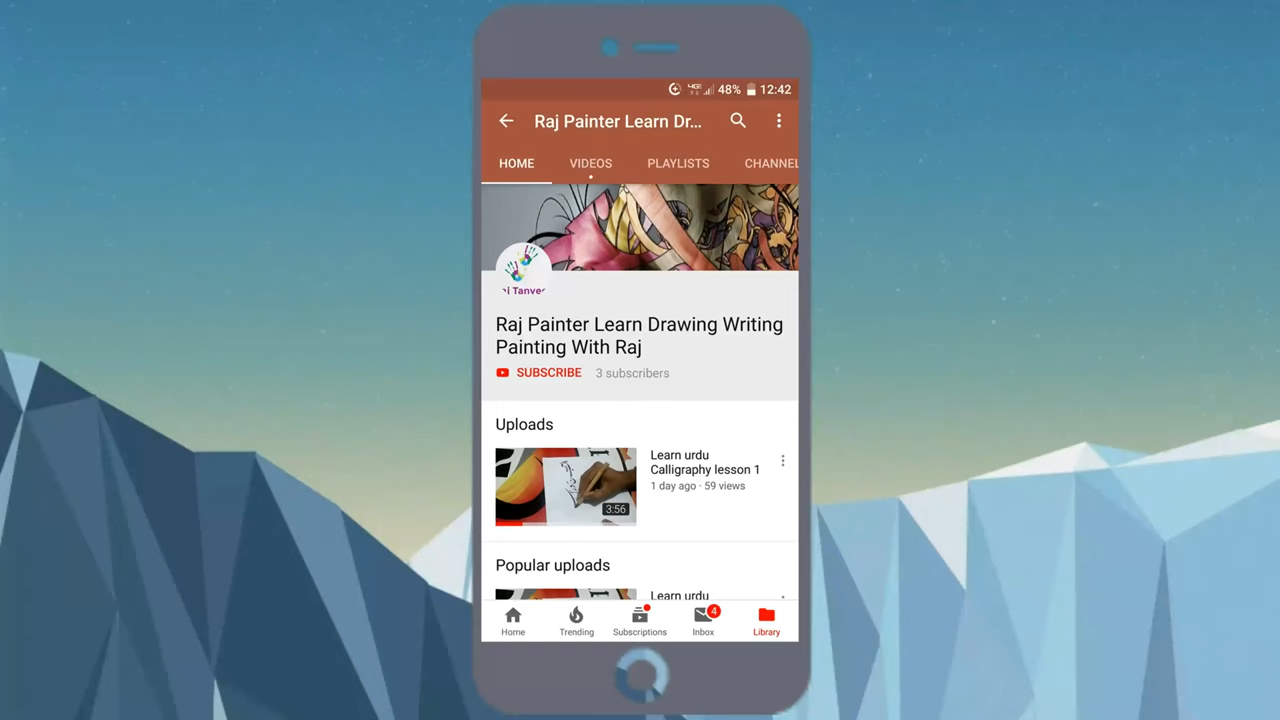 48% 12:42
Raj Painter Learn Dr...
HOME VIDEOS PLAYLISTS CHANNEL
Raj Painter Learn Drawing Writing
Painting With Raj
SUBSCRIBE 3 subscribers
Uploads
Learn urdu
Calligraphy lesson 1
1 day ago · 59 views
3:56
Popular uploads
Learn urdu
4
Home Trending Subscriptions Inbox Library